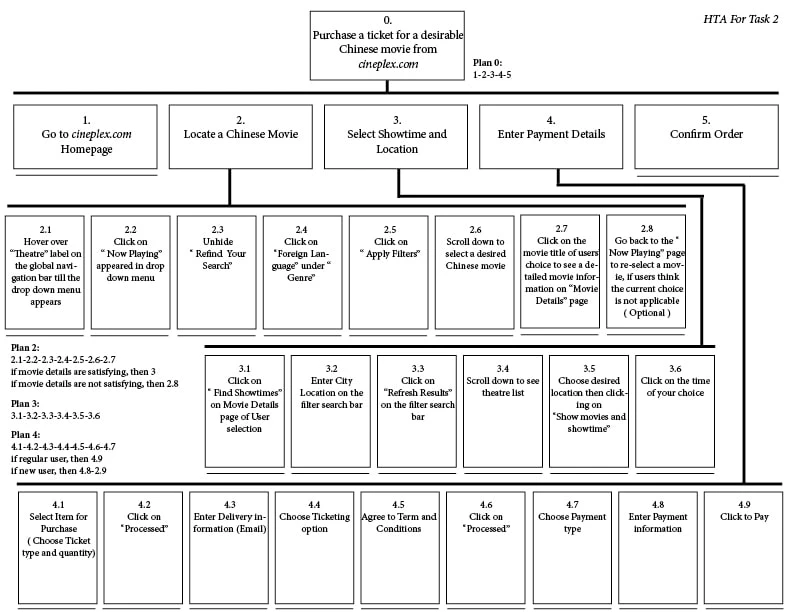 HTA For Task 2
0.
Purchase a ticket for a desirable
Chinese movie from
cineplex.com
Plan 0:
1-2-3-4-5
1.
Go to cineplex.com
Homepage
2.
Locate a Chinese Movie
3.
Select Showtime and
Location
4.
Enter Payment Details
5.
Confirm Order
2.1
Hover over
“Theatre” label on
the global navi-
gation bar till the
drop down menu
appears
2.2
Click on
“ Now Playing”
appeared in drop
down menu
2.3
Unhide
“ Refind Your
Search”
2.4
Click on
“Foreign Lan-
guage” under “
Genre”
2.5
Click on
“ Apply Filters”
2.6
Scroll down to
select a desired
Chinese movie
2.7
Click on the
movie title of users’
choice to see a de-
tailed movie infor-
mation on “Movie
Details” page
2.8
Go back to the “
Now Playing” page
to re-select a mov-
ie, if users think
the current choice
is not applicable
( Optional )
Plan 2:
2.1-2.2-2.3-2.4-2.5-2.6-2.7
if movie details are satisfying, then 3
if movie details are not satisfying, then 2.8
Plan 3:
3.1-3.2-3.3-3.4-3.5-3.6
Plan 4:
4.1-4.2-4.3-4.4-4.5-4.6-4.7
if regular user, then 4.9
if new user, then 4.8-2.9
3.1
Click on
“ Find Showtimes”
on Movie Details
page of User
selection
3.2
Enter City
Location on the
filter search bar
3.3
Click on
“Refresh Results”
on the filter search
bar
3.4
Scroll down to see
theatre list
3.5
Choose desired
location then click-
ing on
“Show movies and
showtime”
3.6
Click on the time
of your choice
4.1
Select Item for
Purchase
( Choose Ticket
type and quantity)
4.2
Click on
“Processed”
4.3
Enter Delivery in-
formation (Email)
4.4
Choose Ticketing
option
4.5
Agree to Term and
Conditions
4.6
Click on
“Processed”
4.7
Choose Payment
type
4.8
Enter Payment
information
4.9
Click to Pay